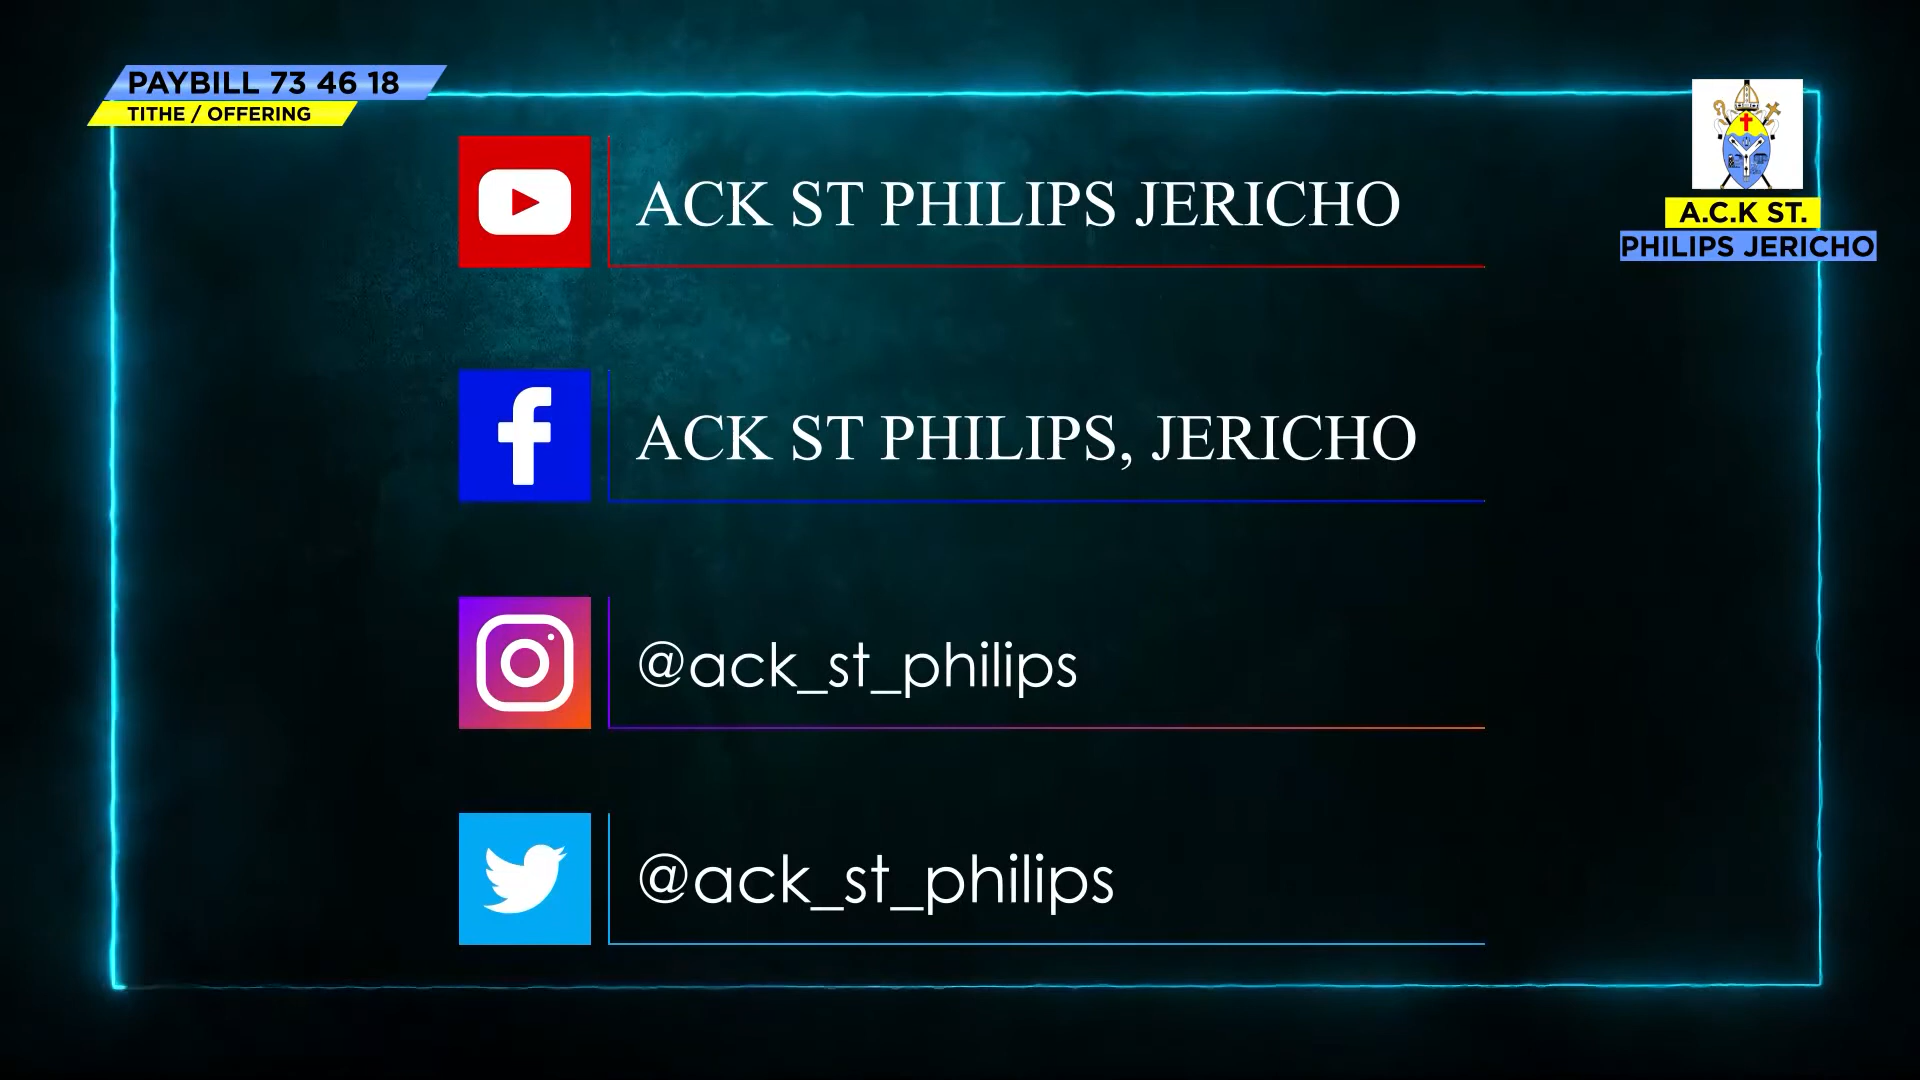 PAYBILL 73 46 18
TITHE / OFFERING
A.C.K ST.
PHILIPS JERICHO
ACK ST PHILIPS JERICHO
ACK ST PHILIPS, JERICHO
@ack_st_philips
@ack_st_philips